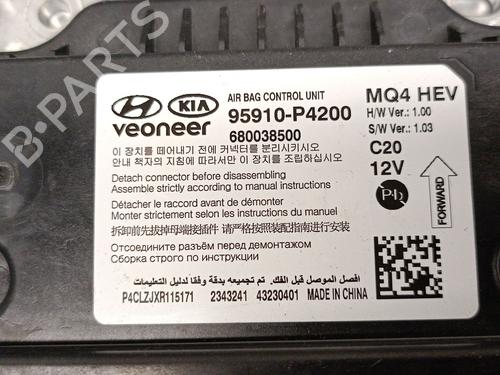 HYUNDAI KIA AIR BAG CONTROL UNIT
veoneer 95910-P4200
680038500
MQ4 HEV
H/W Ver.: 1.00
S/W Ver.: 1.03
C20
12V
FORWARD
이 장치를 떼어내기 전에 커넥터를 분리시키시오
안내 책자의 지침에 따라서만 이 장치를 조립하십시오
Detach connector before disassembling
Assemble strictly according to manual instructions
Détacher le raccord avant de démonter
Monter strictement selon les instructions du manuel
拆卸前先拔掉母端接插件 请严格按照装配指南进行安装
Отсоедините разъём перед демонтажом
Сборка строго по инструкции
افصل الموصل قبل الفك. تم تجميعه بدقة وفقا لدليل التعليمات
P4CLZJXR115171 2343241 43230401 MADE IN CHINA
B-Parts